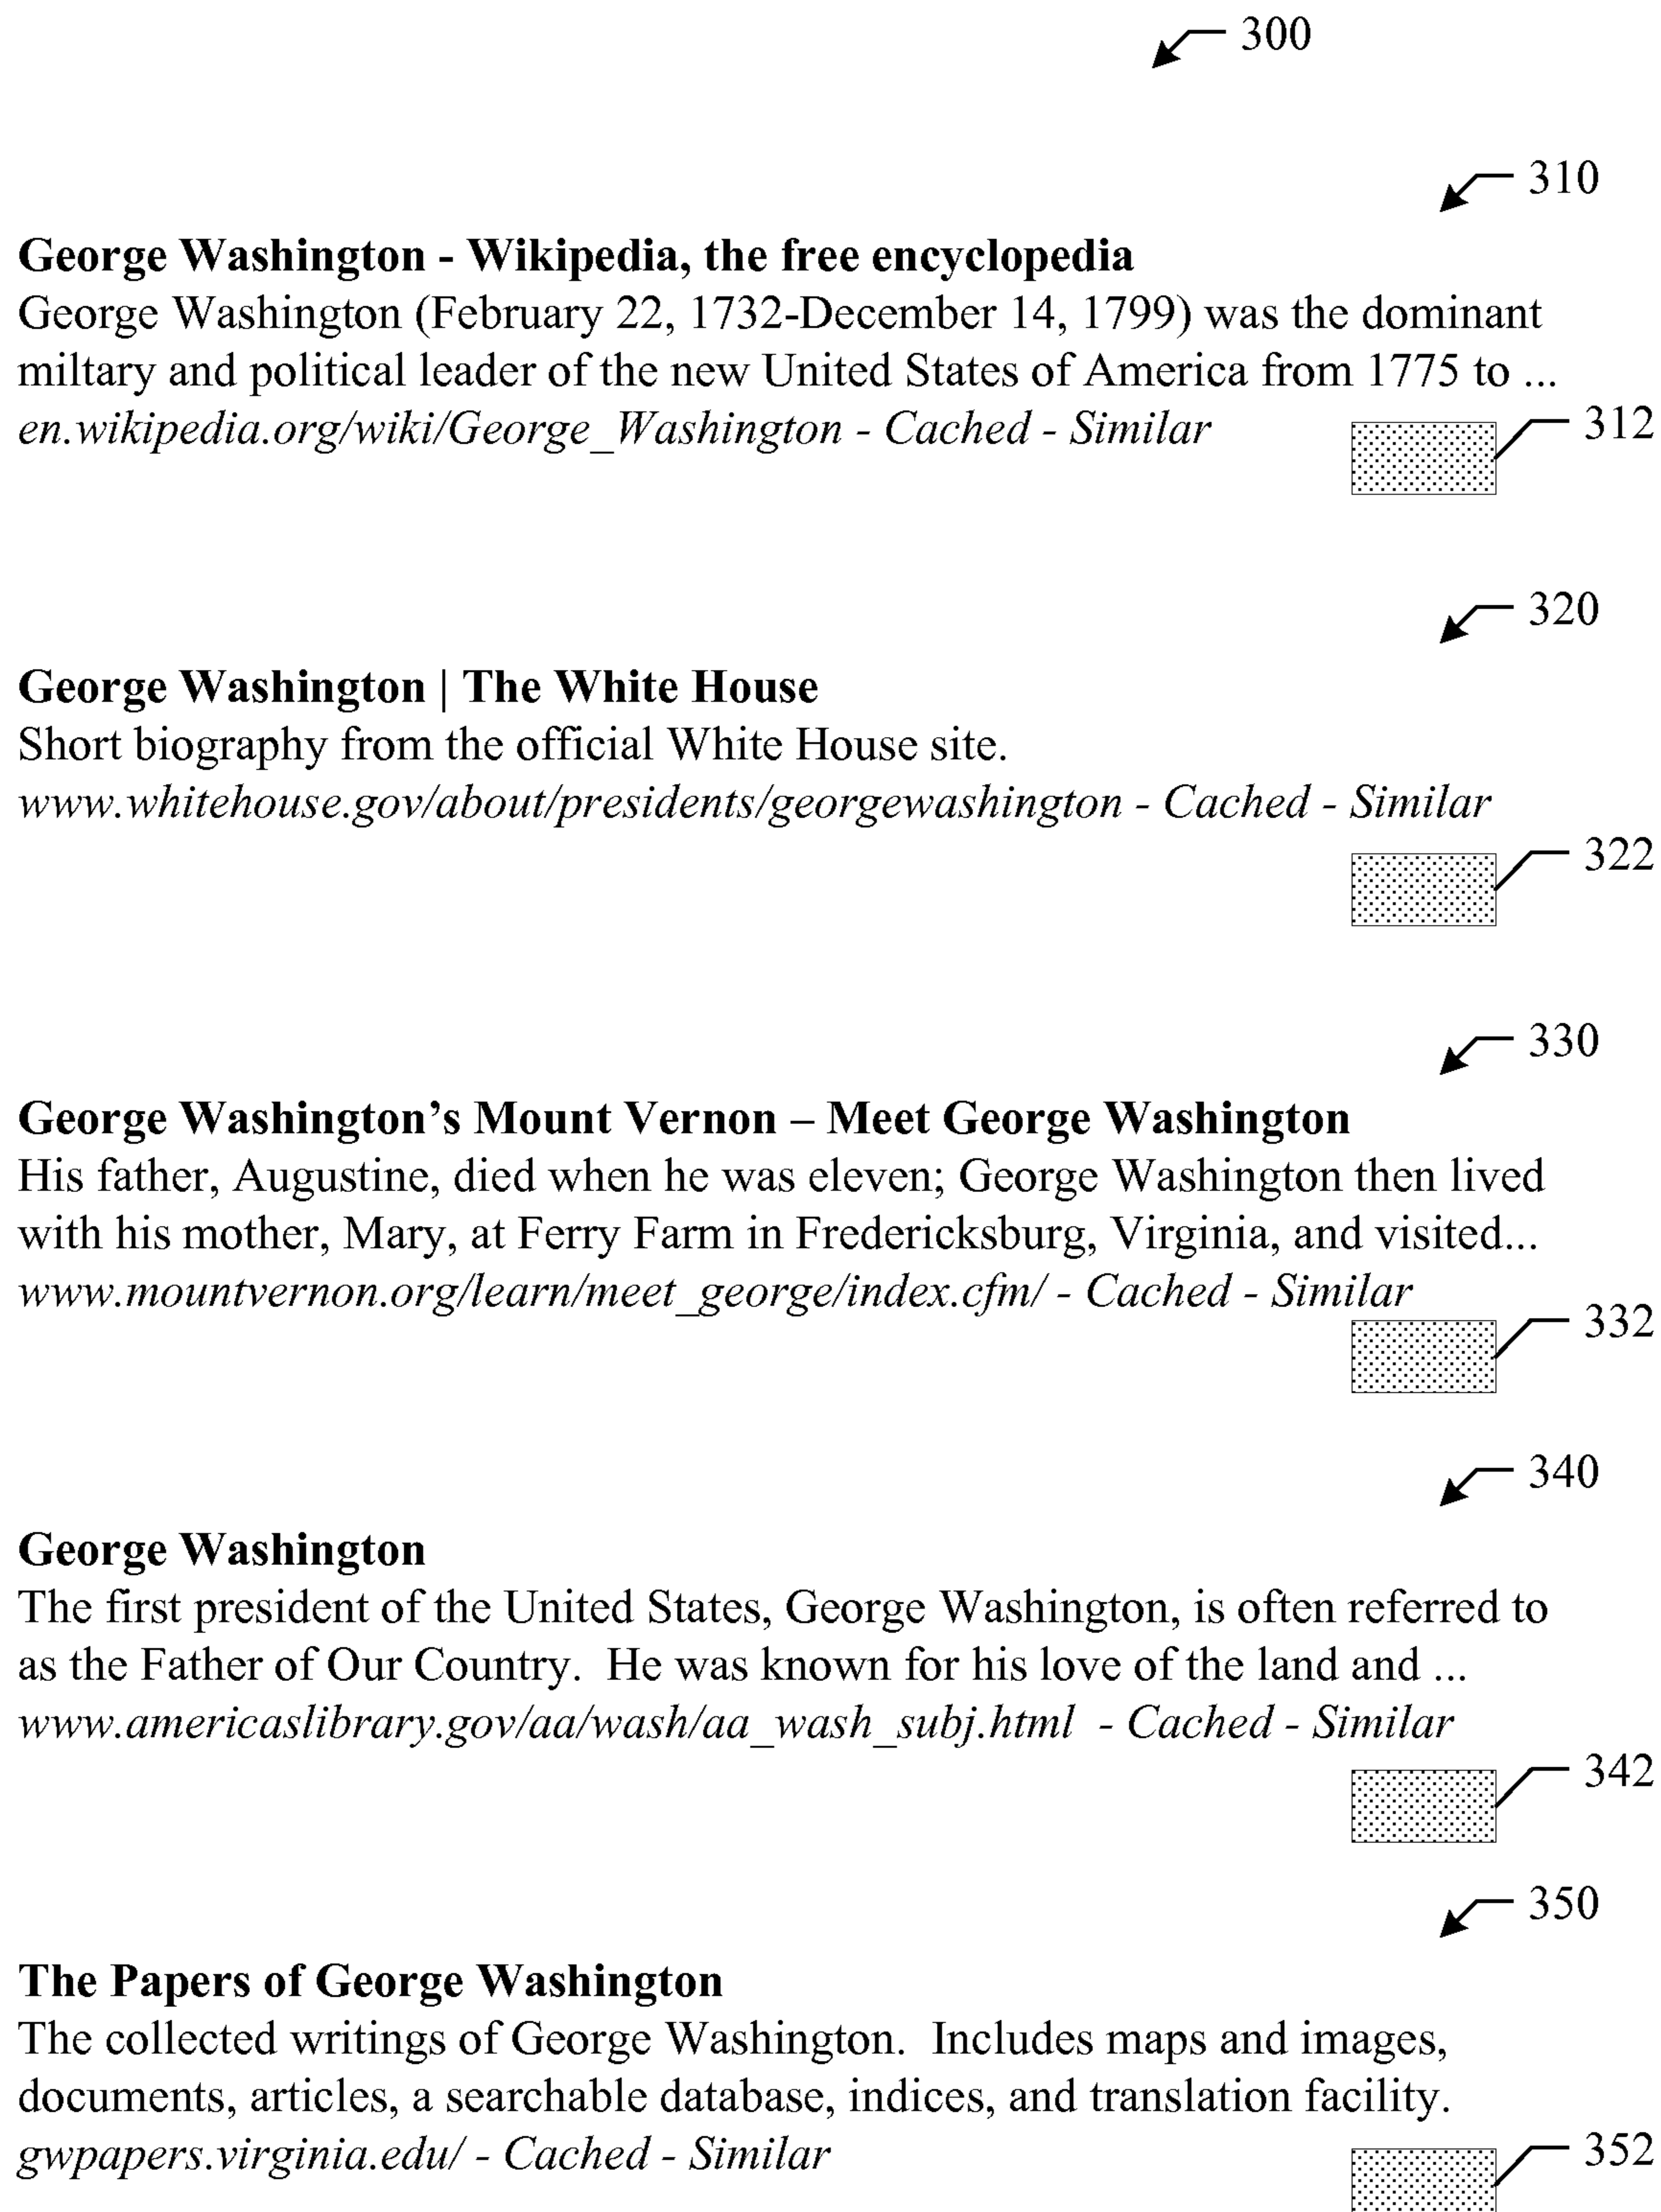 300
310
George Washington - Wikipedia, the free encyclopedia
George Washington (February 22, 1732-December 14, 1799) was the dominant
miltary and political leader of the new United States of America from 1775 to ...
en.wikipedia.org/wiki/George_Washington - Cached - Similar
312
320
George Washington | The White House
Short biography from the official White House site.
www.whitehouse.gov/about/presidents/georgewashington - Cached - Similar
322
330
George Washington’s Mount Vernon – Meet George Washington
His father, Augustine, died when he was eleven; George Washington then lived
with his mother, Mary, at Ferry Farm in Fredericksburg, Virginia, and visited...
www.mountvernon.org/learn/meet_george/index.cfm/ - Cached - Similar
332
340
George Washington
The first president of the United States, George Washington, is often referred to
as the Father of Our Country.  He was known for his love of the land and ...
www.americaslibrary.gov/aa/wash/aa_wash_subj.html  - Cached - Similar
342
350
The Papers of George Washington
The collected writings of George Washington.  Includes maps and images,
documents, articles, a searchable database, indices, and translation facility.
gwpapers.virginia.edu/ - Cached - Similar
352